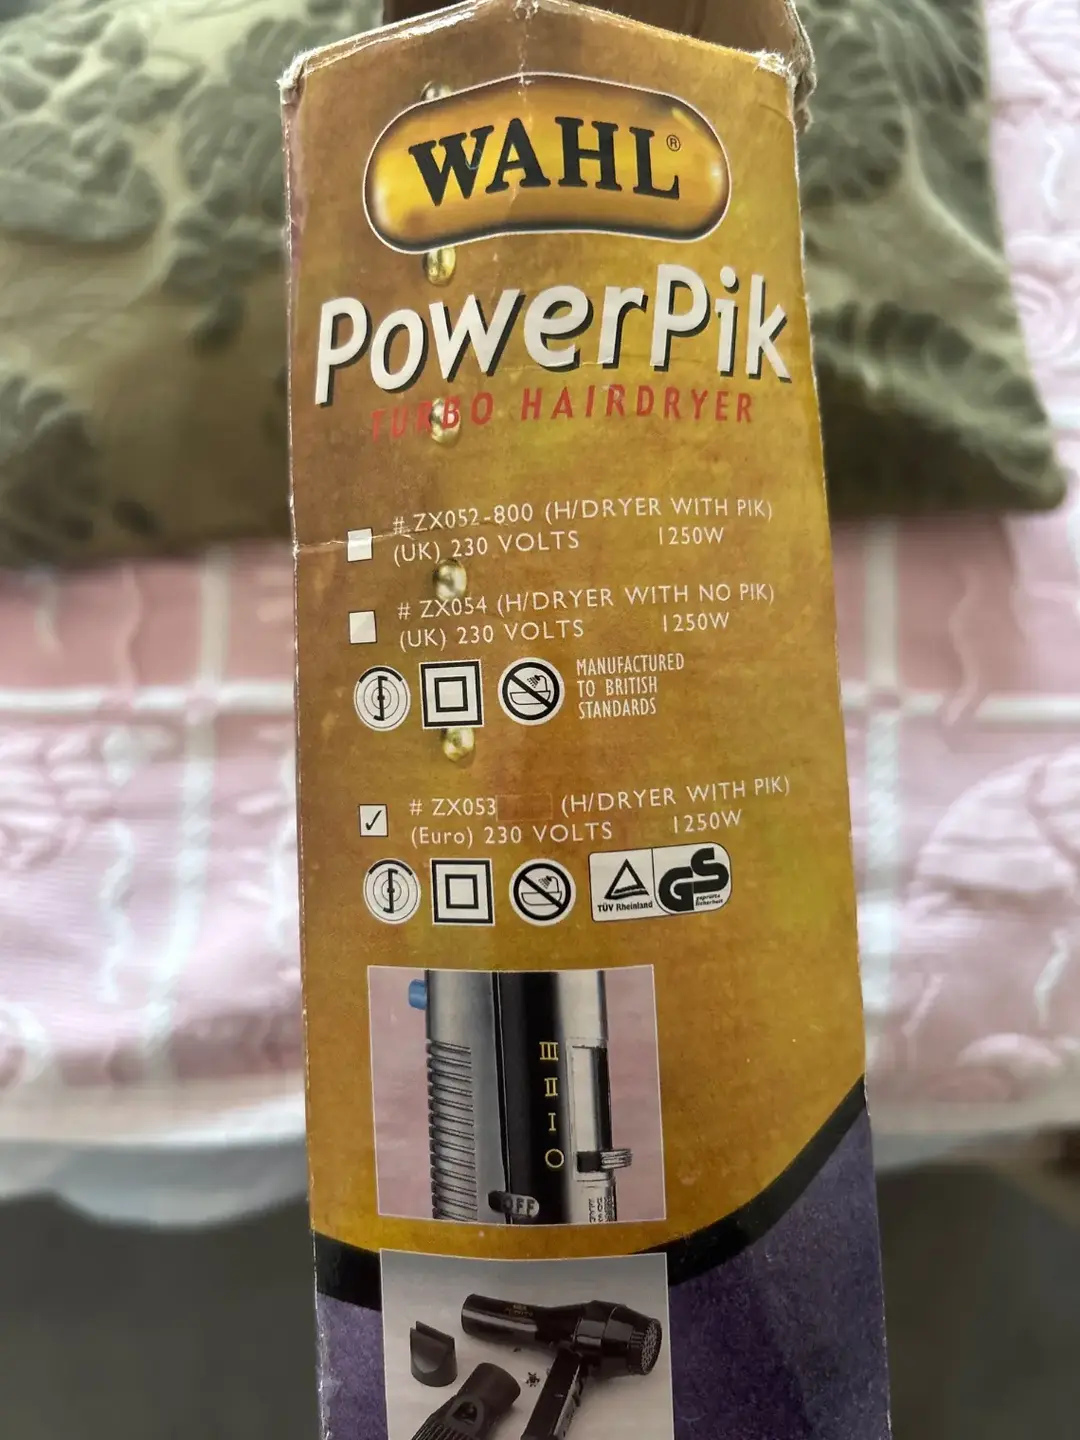 WAHL®
PowerPik
TURBO HAIRDRYER
# ZX052-800 (H/DRYER WITH PIK)
(UK) 230 VOLTS 1250W
# ZX054 (H/DRYER WITH NO PIK)
(UK) 230 VOLTS 1250W
MANUFACTURED
TO BRITISH
STANDARDS
# ZX053 (H/DRYER WITH PIK)
(Euro) 230 VOLTS 1250W
TÜV Rheinland
GS
geprüfte
Sicherheit
III
II
I
O
OFF